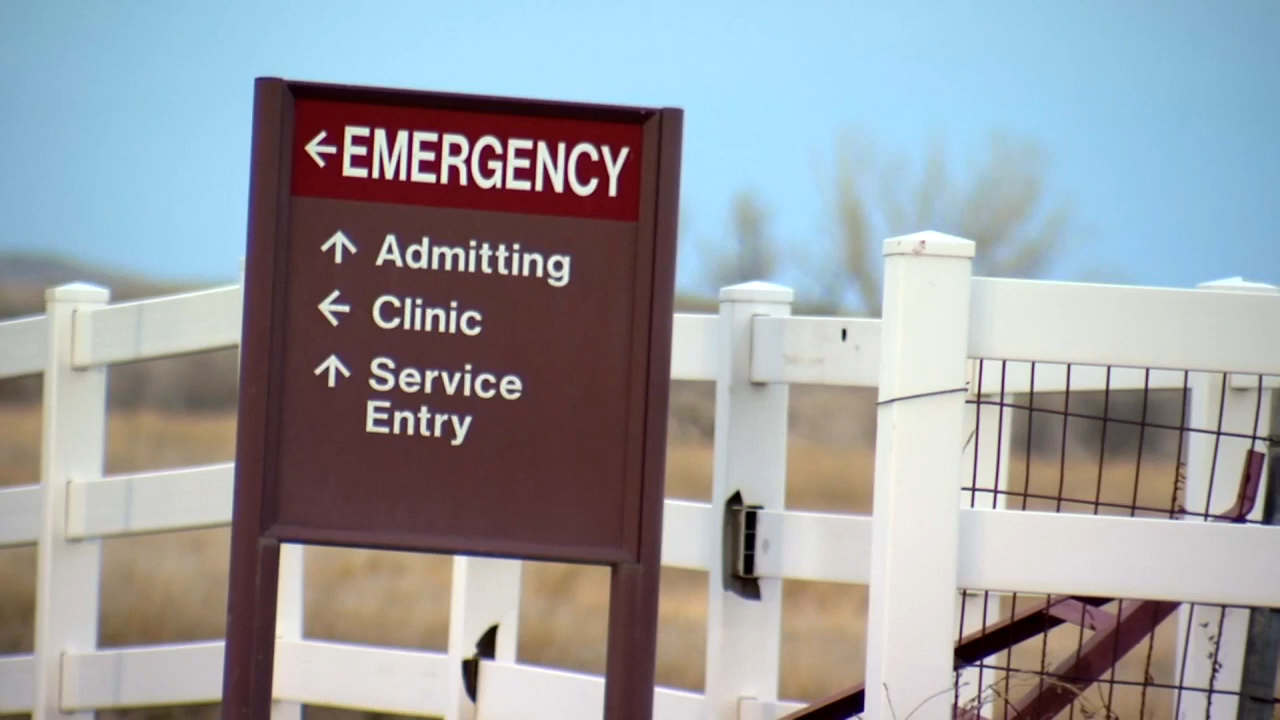 ←EMERGENCY
↑ Admitting
← Clinic
↑ Service
Entry